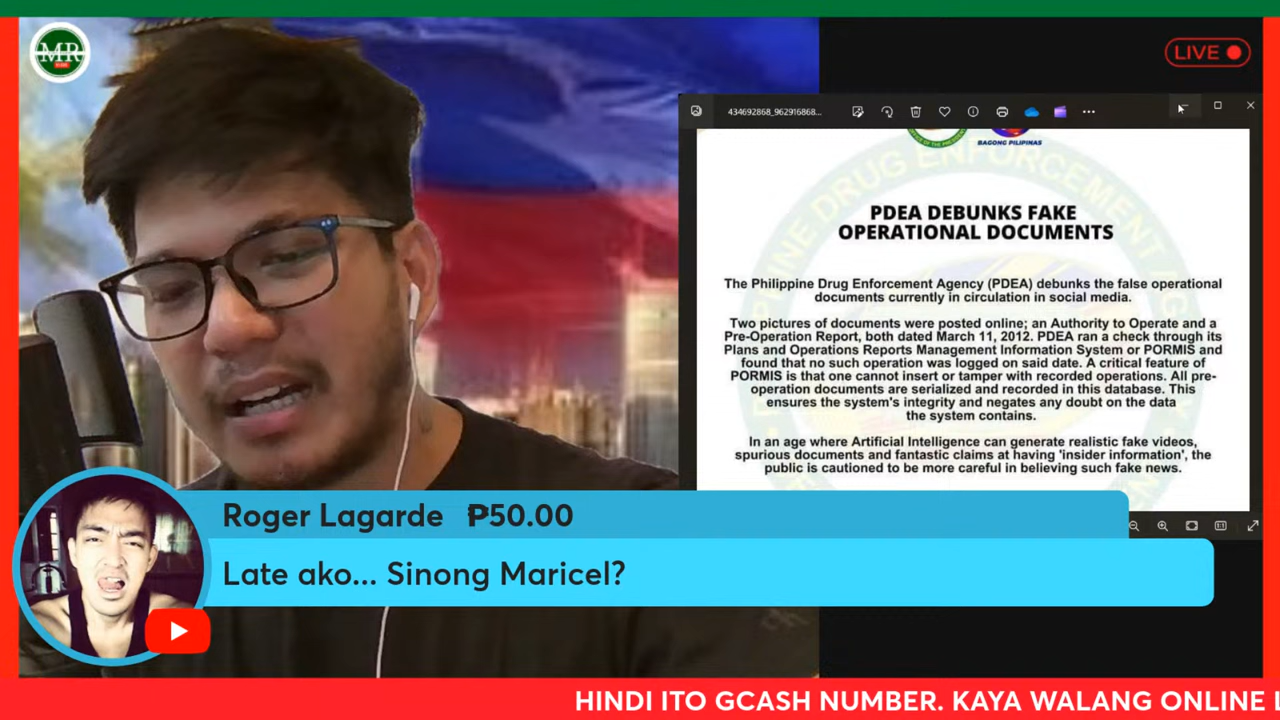 MR
LIVE
434692868_962916868...
BAGONG PILIPINAS
PDEA DEBUNKS FAKE
OPERATIONAL DOCUMENTS
The Philippine Drug Enforcement Agency (PDEA) debunks the false operational
documents currently in circulation in social media.
Two pictures of documents were posted online; an Authority to Operate and a
Pre-Operation Report, both dated March 11, 2012. PDEA ran a check through its
Plans and Operations Reports Management Information System or PORMIS and
found that no such operation was logged on said date. A critical feature of
PORMIS is that one cannot insert or tamper with recorded operations. All pre-
operation documents are serialized and recorded in this database. This
ensures the system's integrity and negates any doubt on the data
the system contains.
In an age where Artificial Intelligence can generate realistic fake videos,
spurious documents and fantastic claims at having 'insider information', the
public is cautioned to be more careful in believing such fake news.
Roger Lagarde ₱50.00
Late ako... Sinong Maricel?
HINDI ITO GCASH NUMBER. KAYA WALANG ONLINE